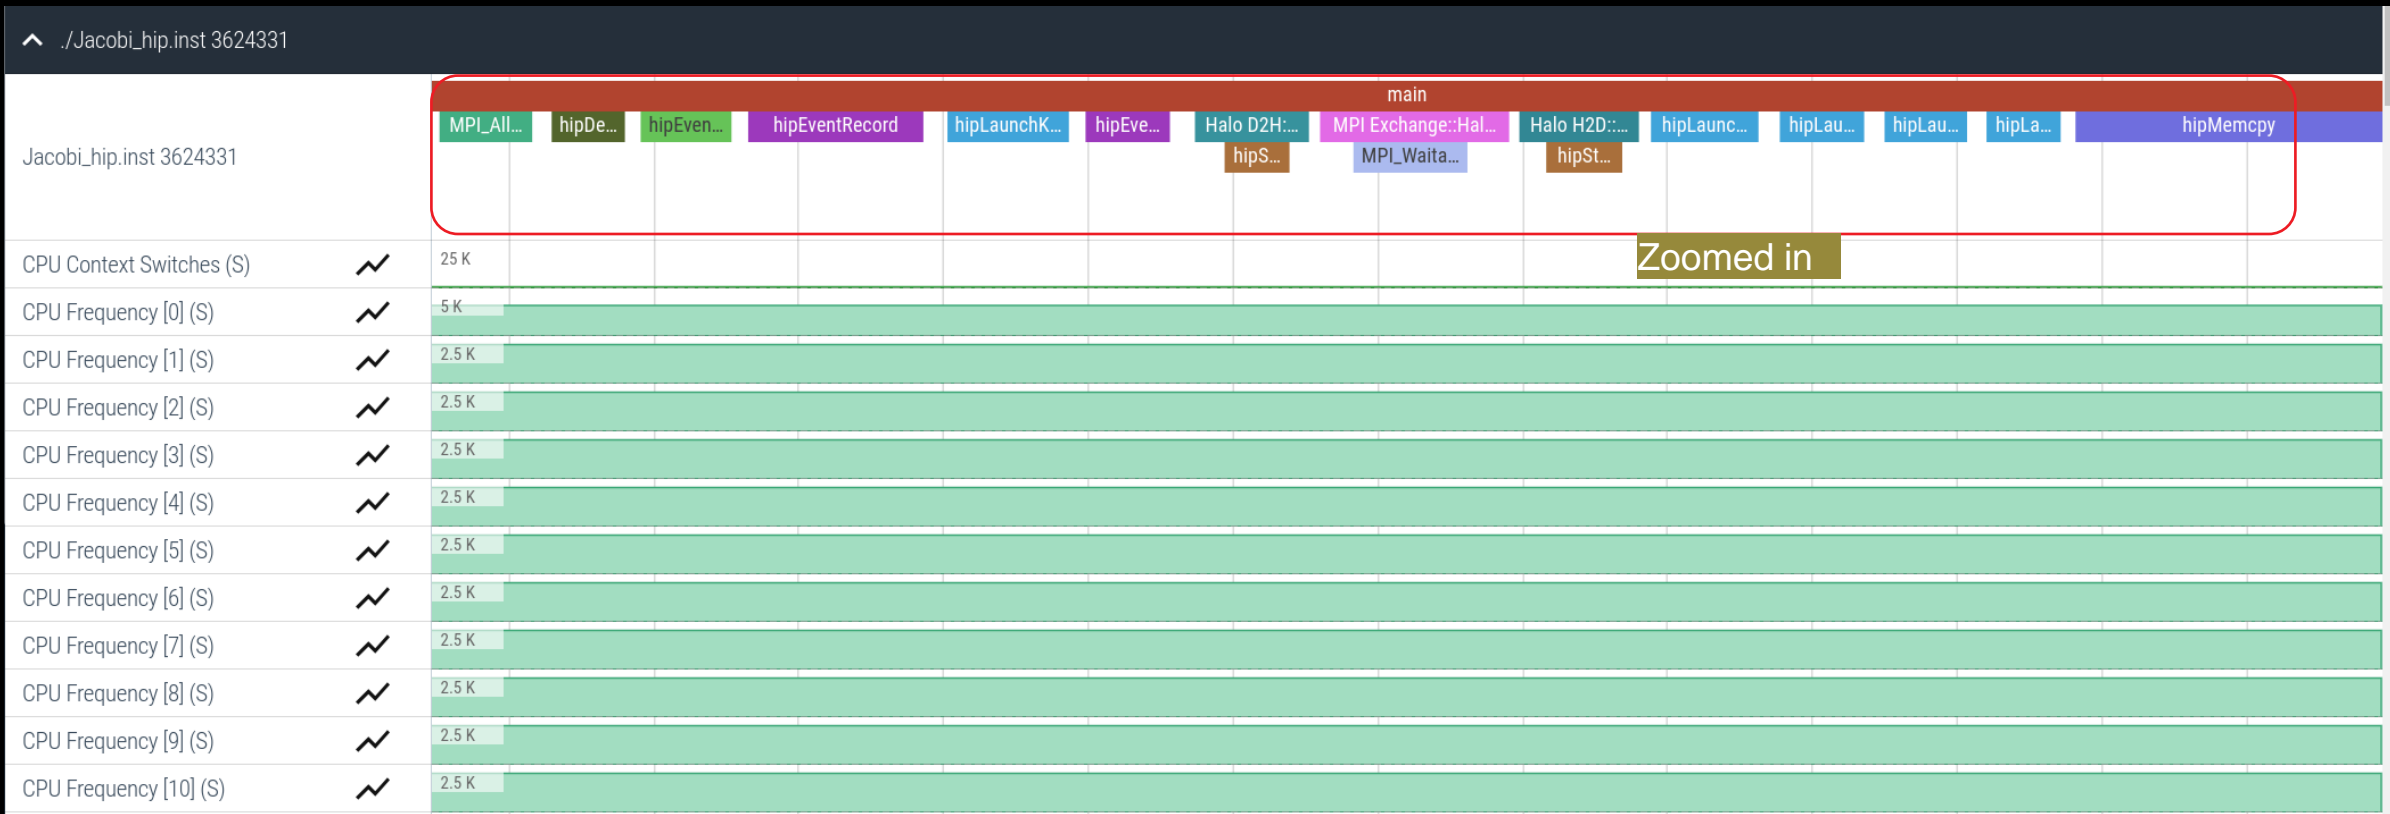 ./Jacobi_hip.inst 3624331
main
MPI_All... hipDe... hipEven... hipEventRecord hipLaunchK... hipEve... Halo D2H:... MPI Exchange::Hal... Halo H2D::... hipLaunc... hipLau... hipLau... hipLa... hipMemcpy
Jacobi_hip.inst 3624331
hipS... MPI_Waita... hipSt...
CPU Context Switches (S) 25 K
Zoomed in
CPU Frequency [0] (S) 5 K
CPU Frequency [1] (S) 2.5 K
CPU Frequency [2] (S) 2.5 K
CPU Frequency [3] (S) 2.5 K
CPU Frequency [4] (S) 2.5 K
CPU Frequency [5] (S) 2.5 K
CPU Frequency [6] (S) 2.5 K
CPU Frequency [7] (S) 2.5 K
CPU Frequency [8] (S) 2.5 K
CPU Frequency [9] (S) 2.5 K
CPU Frequency [10] (S) 2.5 K